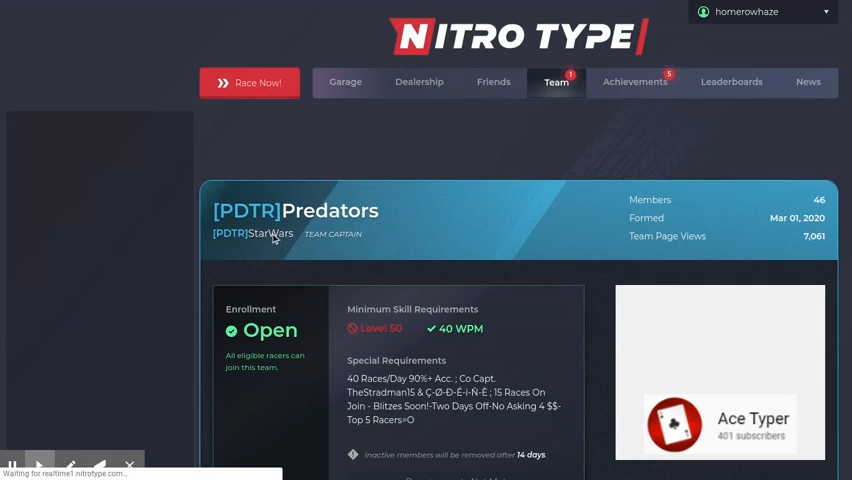 homerowhaze
NITRO TYPE
Race Now!
Garage
Dealership
Friends
Team
1
Achievements
5
Leaderboards
News
[PDTR]Predators
[PDTR]StarWars TEAM CAPTAIN
Members 46
Formed Mar 01, 2020
Team Page Views 7,061
Enrollment
Open
All eligible racers can
join this team.
Minimum Skill Requirements
Level 50
40 WPM
Special Requirements
40 Races/Day 90%+ Acc. ; Co Capt.
TheStradman15 & Ç-Ø-Ð-É-í-Ñ-È ; 15 Races On
Join - Blitzes Soon!-Two Days Off-No Asking 4 $$-
Top 5 Racers=O
Inactive members will be removed after 14 days
Ace Typer
401 subscribers
Waiting for realtime1.nitrotype.com...